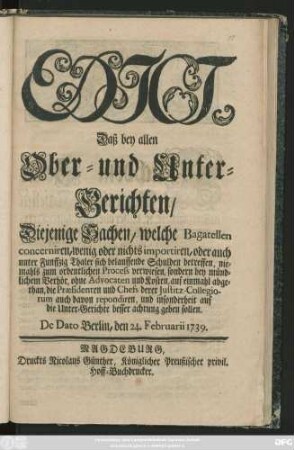 EDICT,
Daß bey allen
Ober- und Unter-
Gerichten/
Diejenige Sachen/ welche Bagatellen
concerniren, wenig oder nichts importiren, oder auch
unter Funffzig Thaler sich belauffende Schulden betreffen, nie-
mahls zum ordentlichen Process verwiesen, sondern bey münd-
lichem Verhör, ohne Advocaten und Kosten, auf einmahl abge-
than, die Præsidenten und Chefs derer Justitz-Collegio-
rum auch davon repondiren, und insonderheit auf
die Unter-Gerichte besser achtung geben sollen.
De Dato Berlin, den 24. Februarii 1739.
MAGDEBURG,
Druckts Nicolaus Günther, Königlicher Preußischer privil.
Hoff-Buchdrucker.